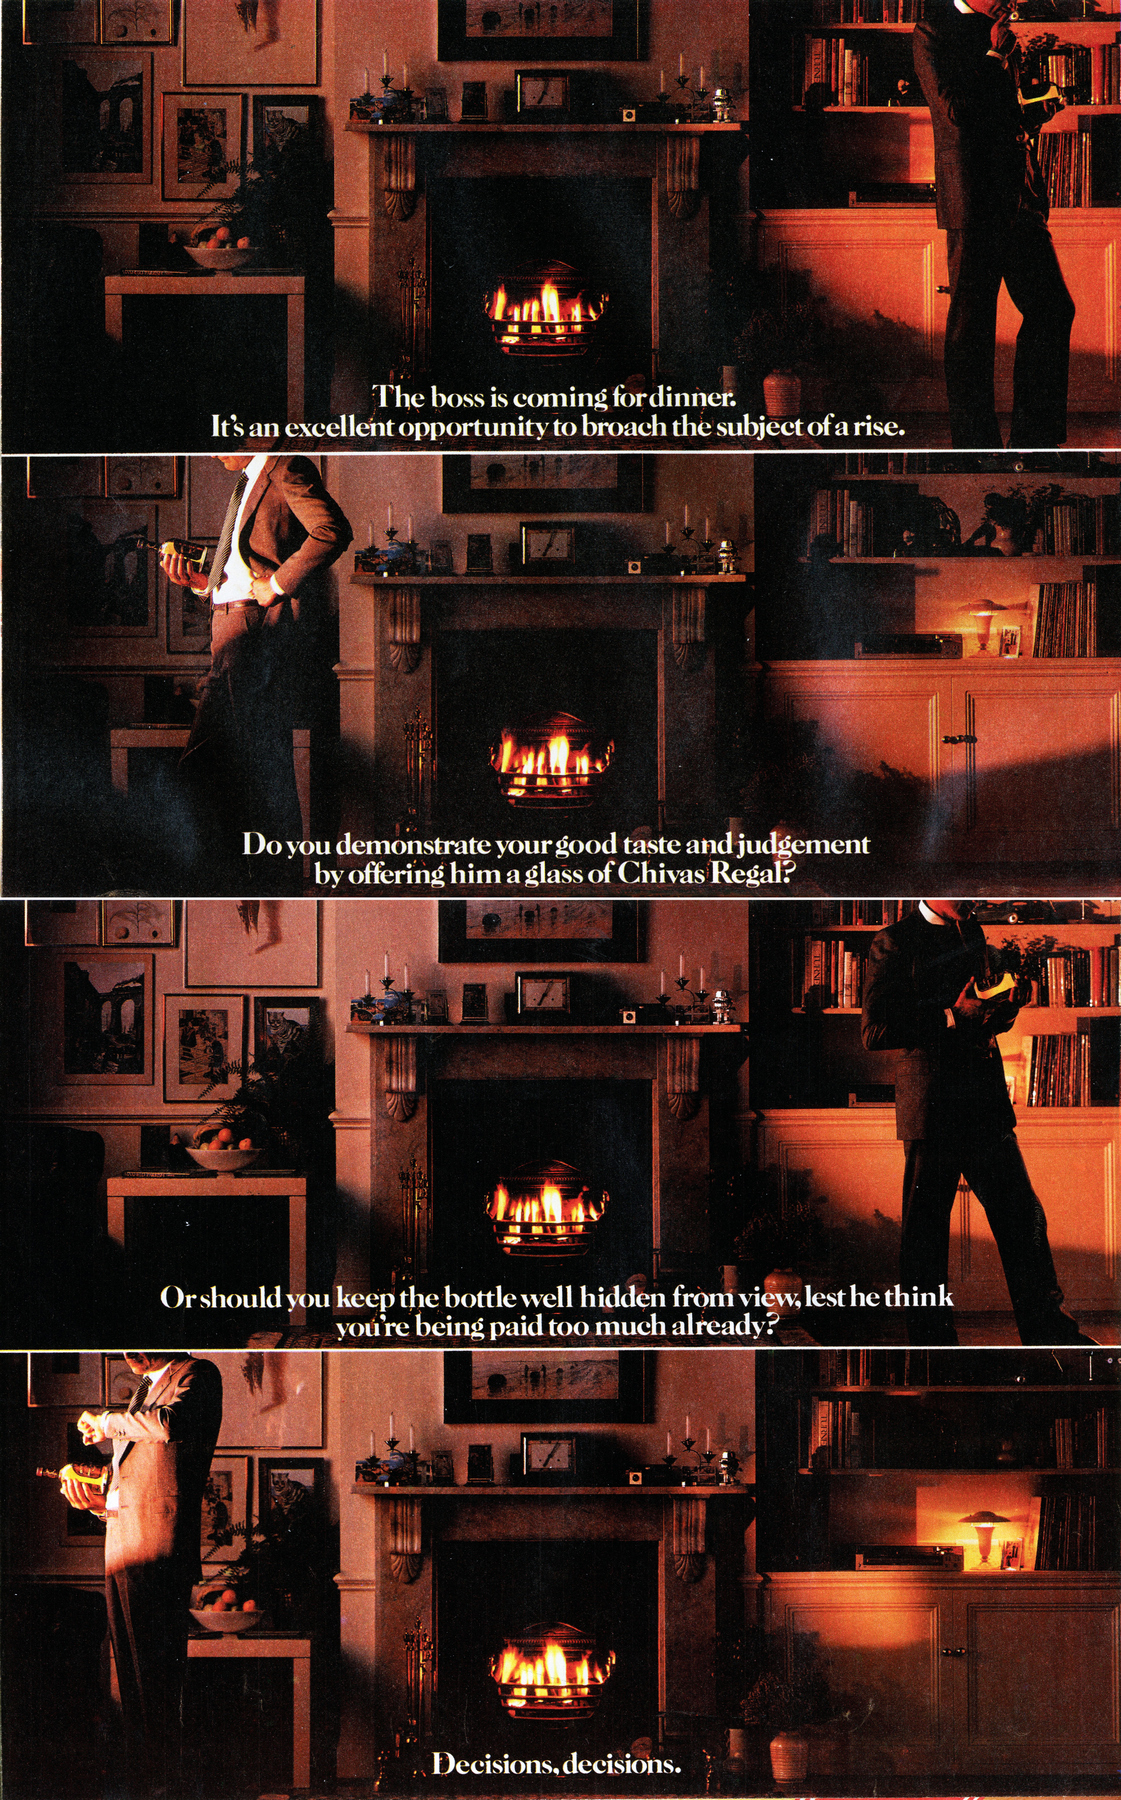 The boss is coming for dinner.
It's an excellent opportunity to broach the subject of a rise.
Do you demonstrate your good taste and judgement
by offering him a glass of Chivas Regal?
Or should you keep the bottle well hidden from view, lest he think
you're being paid too much already?
Decisions, decisions.